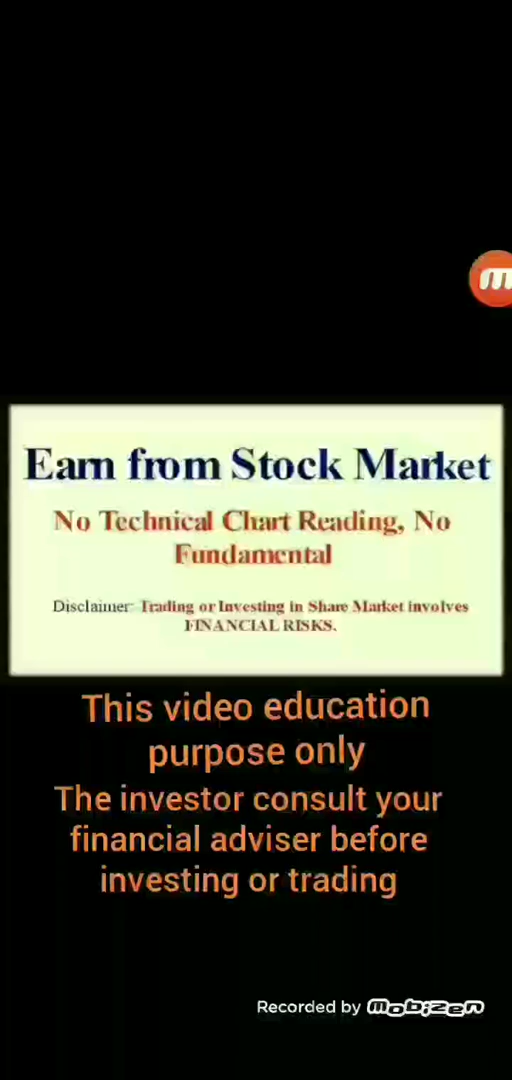 Earn from Stock Market
No Technical Chart Reading, No
Fundamental
Disclaimer: Trading or Investing in Share Market involves
FINANCIAL RISKS.
This video education
purpose only
The investor consult your
financial adviser before
investing or trading
Recorded by Mobizen